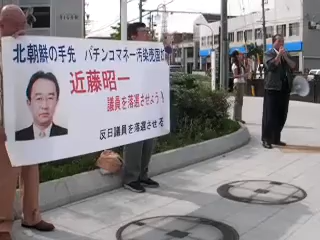 北朝鮮の手先 パチンコマネー汚染売国奴
近藤昭一
議員を落選させよう!
反日議員を落選させ